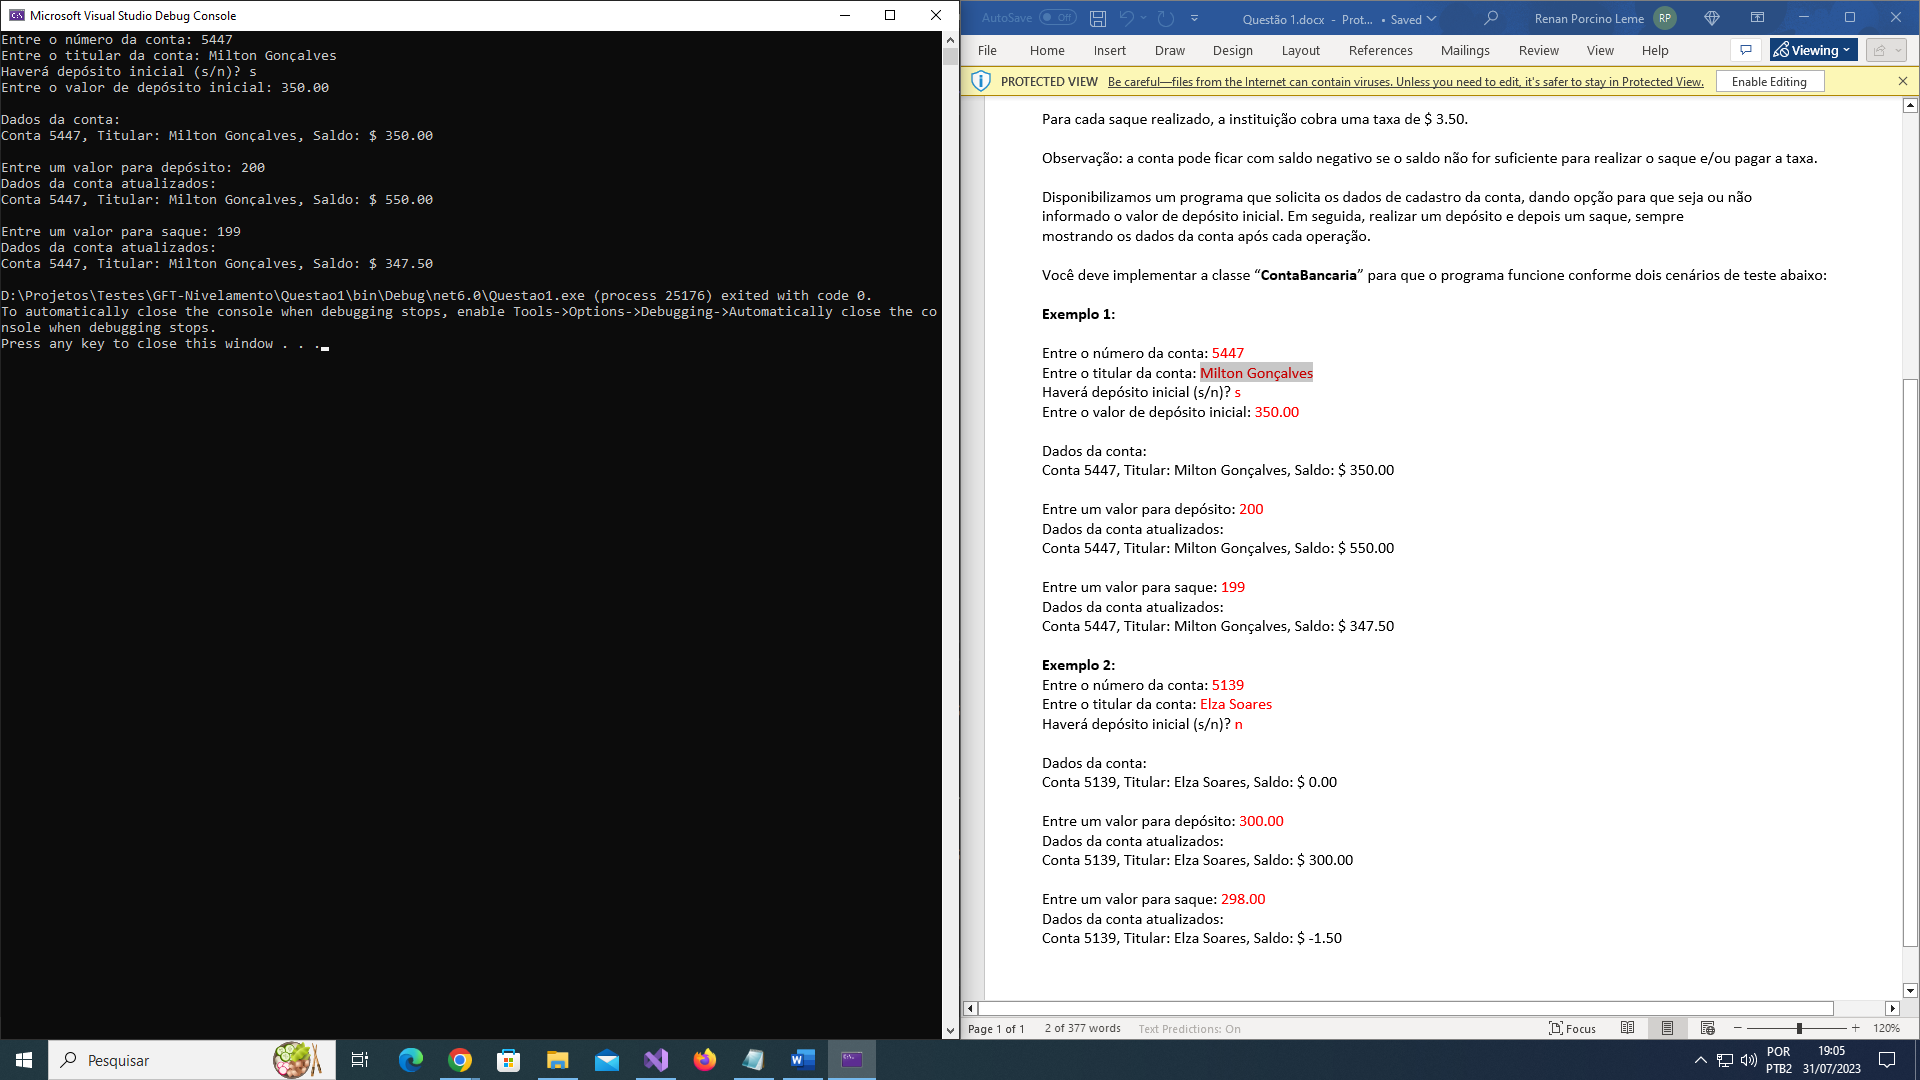 Microsoft Visual Studio Debug Console
Entre o número da conta: 5447
Entre o titular da conta: Milton Gonçalves
Haverá depósito inicial (s/n)? s
Entre o valor de depósito inicial: 350.00
Dados da conta:
Conta 5447, Titular: Milton Gonçalves, Saldo: $ 350.00
Entre um valor para depósito: 200
Dados da conta atualizados:
Conta 5447, Titular: Milton Gonçalves, Saldo: $ 550.00
Entre um valor para saque: 199
Dados da conta atualizados:
Conta 5447, Titular: Milton Gonçalves, Saldo: $ 347.50
D:\Projetos\Testes\GFT-Nivelamento\Questao1\bin\Debug\net6.0\Questao1.exe (process 25176) exited with code 0.
To automatically close the console when debugging stops, enable Tools->Options->Debugging->Automatically close the co
nsole when debugging stops.
Press any key to close this window . . .
AutoSave Off Questão 1.docx - Prot... • Saved Renan Porcino Leme RP
File Home Insert Draw Design Layout References Mailings Review View Help Viewing
PROTECTED VIEW Be careful—files from the Internet can contain viruses. Unless you need to edit, it's safer to stay in Protected View. Enable Editing
Para cada saque realizado, a instituição cobra uma taxa de $ 3.50.
Observação: a conta pode ficar com saldo negativo se o saldo não for suficiente para realizar o saque e/ou pagar a taxa.
Disponibilizamos um programa que solicita os dados de cadastro da conta, dando opção para que seja ou não
informado o valor de depósito inicial. Em seguida, realizar um depósito e depois um saque, sempre
mostrando os dados da conta após cada operação.
Você deve implementar a classe “ContaBancaria” para que o programa funcione conforme dois cenários de teste abaixo:
Exemplo 1:
Entre o número da conta: 5447
Entre o titular da conta: Milton Gonçalves
Haverá depósito inicial (s/n)? s
Entre o valor de depósito inicial: 350.00
Dados da conta:
Conta 5447, Titular: Milton Gonçalves, Saldo: $ 350.00
Entre um valor para depósito: 200
Dados da conta atualizados:
Conta 5447, Titular: Milton Gonçalves, Saldo: $ 550.00
Entre um valor para saque: 199
Dados da conta atualizados:
Conta 5447, Titular: Milton Gonçalves, Saldo: $ 347.50
Exemplo 2:
Entre o número da conta: 5139
Entre o titular da conta: Elza Soares
Haverá depósito inicial (s/n)? n
Dados da conta:
Conta 5139, Titular: Elza Soares, Saldo: $ 0.00
Entre um valor para depósito: 300.00
Dados da conta atualizados:
Conta 5139, Titular: Elza Soares, Saldo: $ 300.00
Entre um valor para saque: 298.00
Dados da conta atualizados:
Conta 5139, Titular: Elza Soares, Saldo: $ -1.50
Page 1 of 1 2 of 377 words Text Predictions: On Focus 120%
Pesquisar
POR
PTB2
19:05
31/07/2023